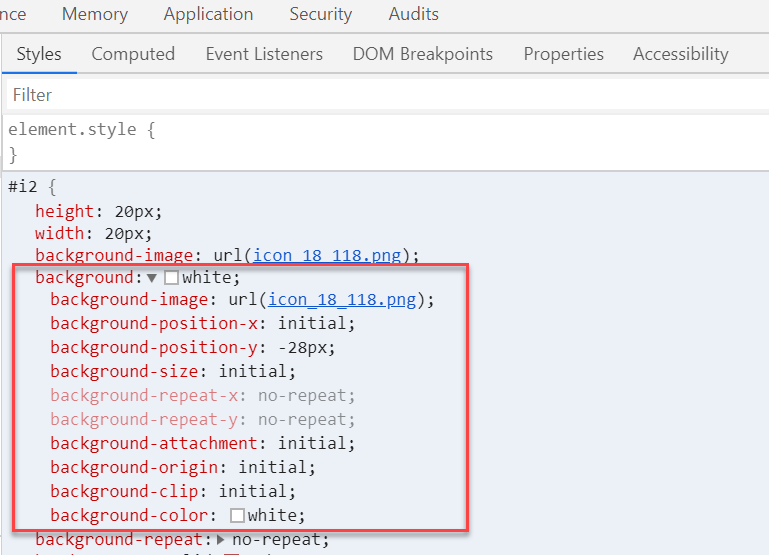 nce Memory Application Security Audits
Styles Computed Event Listeners DOM Breakpoints Properties Accessibility
Filter
element.style {
}
#i2 {
height: 20px;
width: 20px;
background-image: url(icon_18_118.png);
background: white;
background-image: url(icon_18_118.png);
background-position-x: initial;
background-position-y: -28px;
background-size: initial;
background-repeat-x: no-repeat;
background-repeat-y: no-repeat;
background-attachment: initial;
background-origin: initial;
background-clip: initial;
background-color: white;
background-repeat: no-repeat;